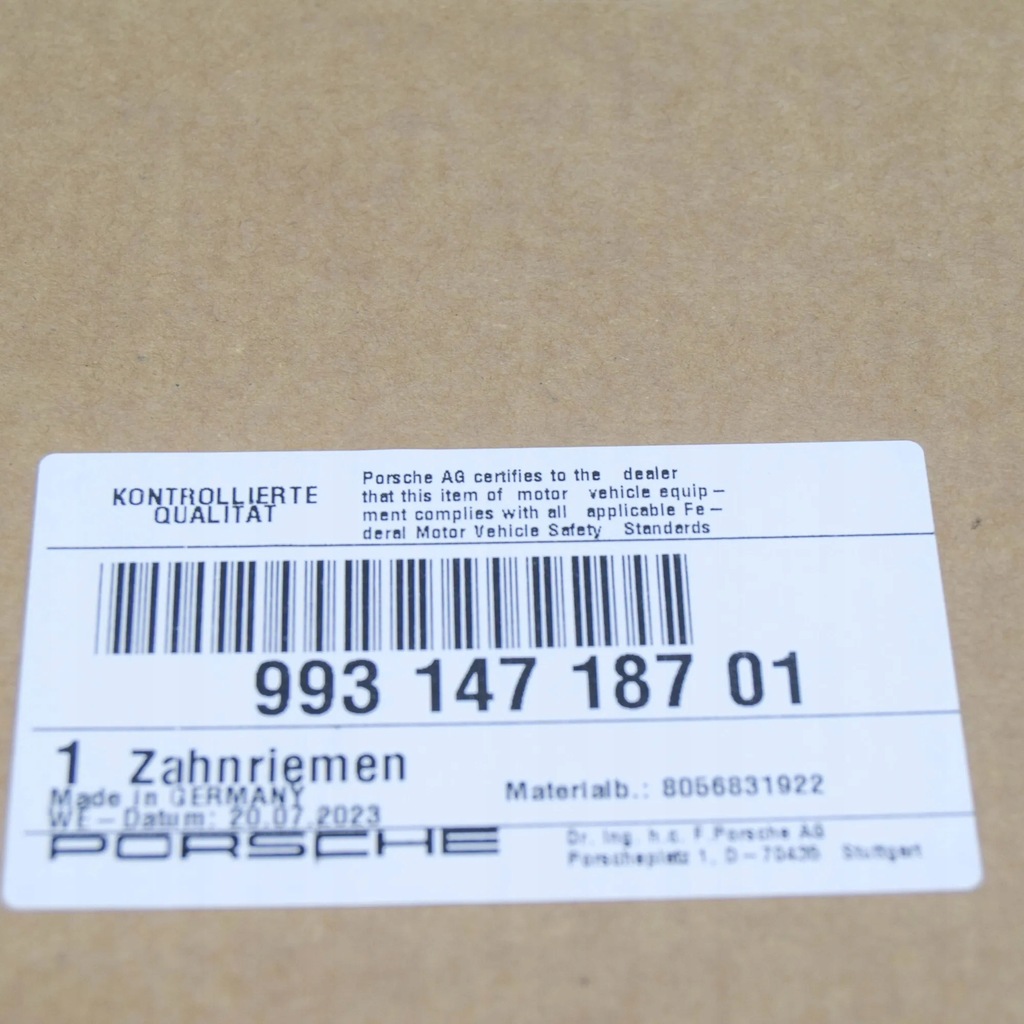 KONTROLLIERTE
QUALITÄT
Porsche AG certifies to the dealer
that this item of motor vehicle equip–
ment complies with all applicable Fe–
deral Motor Vehicle Safety Standards
993 147 187 01
1 Zahnriemen
Made in GERMANY
WE–Datum: 20.07.2023
Materialb.: 8056831922
PORSCHE
Dr. Ing. h.c. F.Porsche AG
Porscheplatz 1, D–70435 Stuttgart